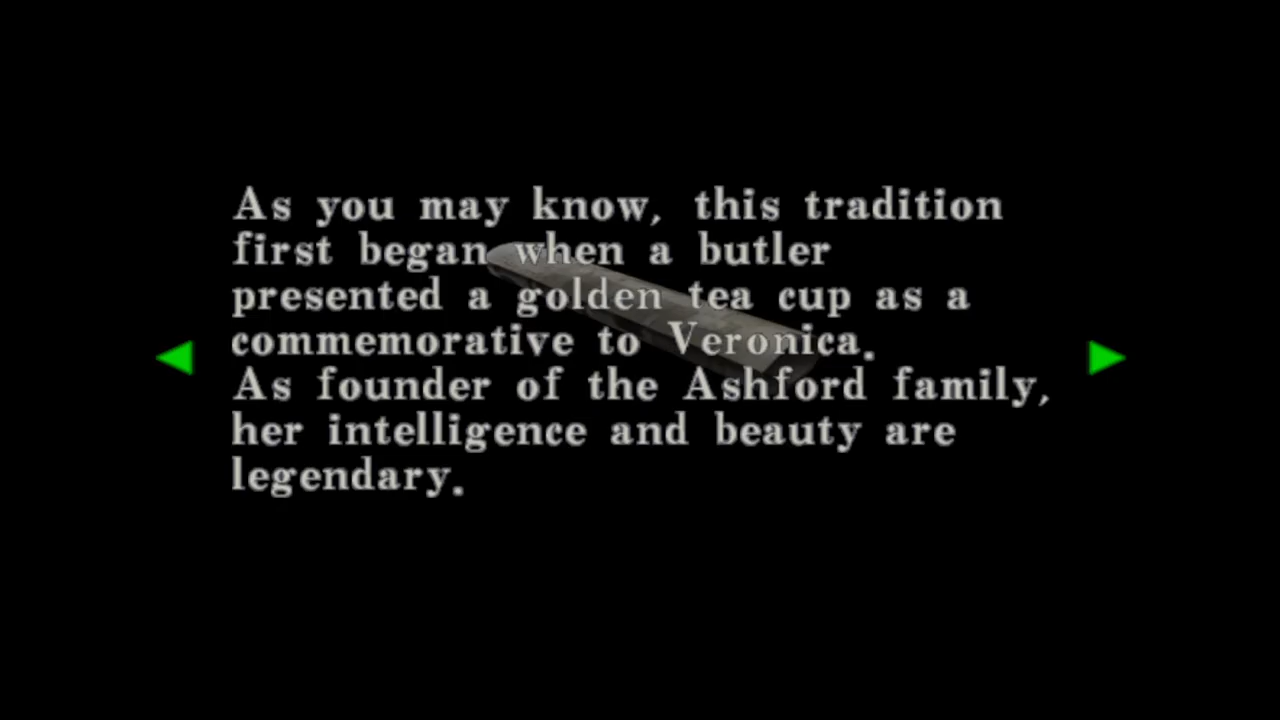 As you may know, this tradition
first began when a butler
presented a golden tea cup as a
commemorative to Veronica.
As founder of the Ashford family,
her intelligence and beauty are
legendary.